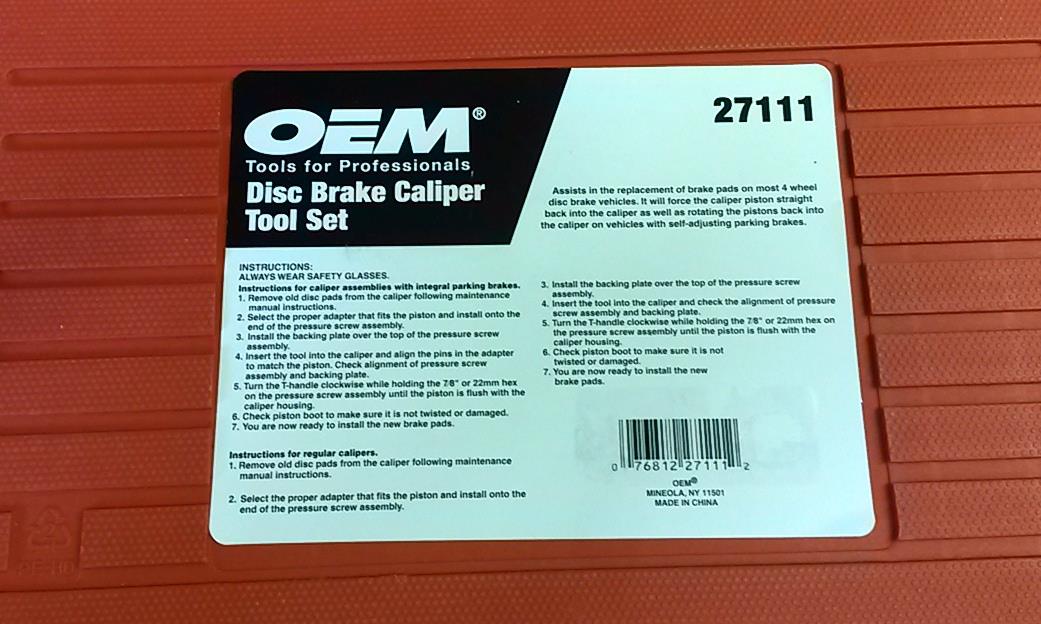 OEM®
Tools for Professionals
Disc Brake Caliper
Tool Set
27111
Assists in the replacement of brake pads on most 4 wheel
disc brake vehicles. It will force the caliper piston straight
back into the caliper as well as rotating the pistons back into
the caliper on vehicles with self-adjusting parking brakes.
INSTRUCTIONS:
ALWAYS WEAR SAFETY GLASSES.
Instructions for caliper assemblies with integral parking brakes.
1. Remove old disc pads from the caliper following maintenance
manual instructions.
2. Select the proper adapter that fits the piston and install onto the
end of the pressure screw assembly.
3. Install the backing plate over the top of the pressure screw
assembly.
4. Insert the tool into the caliper and align the pins in the adapter
to match the piston. Check alignment of pressure screw
assembly and backing plate.
5. Turn the T-handle clockwise while holding the 7/8" or 22mm hex
on the pressure screw assembly until the piston is flush with the
caliper housing.
6. Check piston boot to make sure it is not twisted or damaged.
7. You are now ready to install the new brake pads.
Instructions for regular calipers.
1. Remove old disc pads from the caliper following maintenance
manual instructions.
2. Select the proper adapter that fits the piston and install onto the
end of the pressure screw assembly.
3. Install the backing plate over the top of the pressure screw
assembly.
4. Insert the tool into the caliper and check the alignment of pressure
screw assembly and backing plate.
5. Turn the T-handle clockwise while holding the 7/8" or 22mm hex on
the pressure screw assembly until the piston is flush with the
caliper housing.
6. Check piston boot to make sure it is not
twisted or damaged.
7. You are now ready to install the new
brake pads.
0 76812 27111 2
OEM®
MINEOLA, NY 11501
MADE IN CHINA
PE-HD